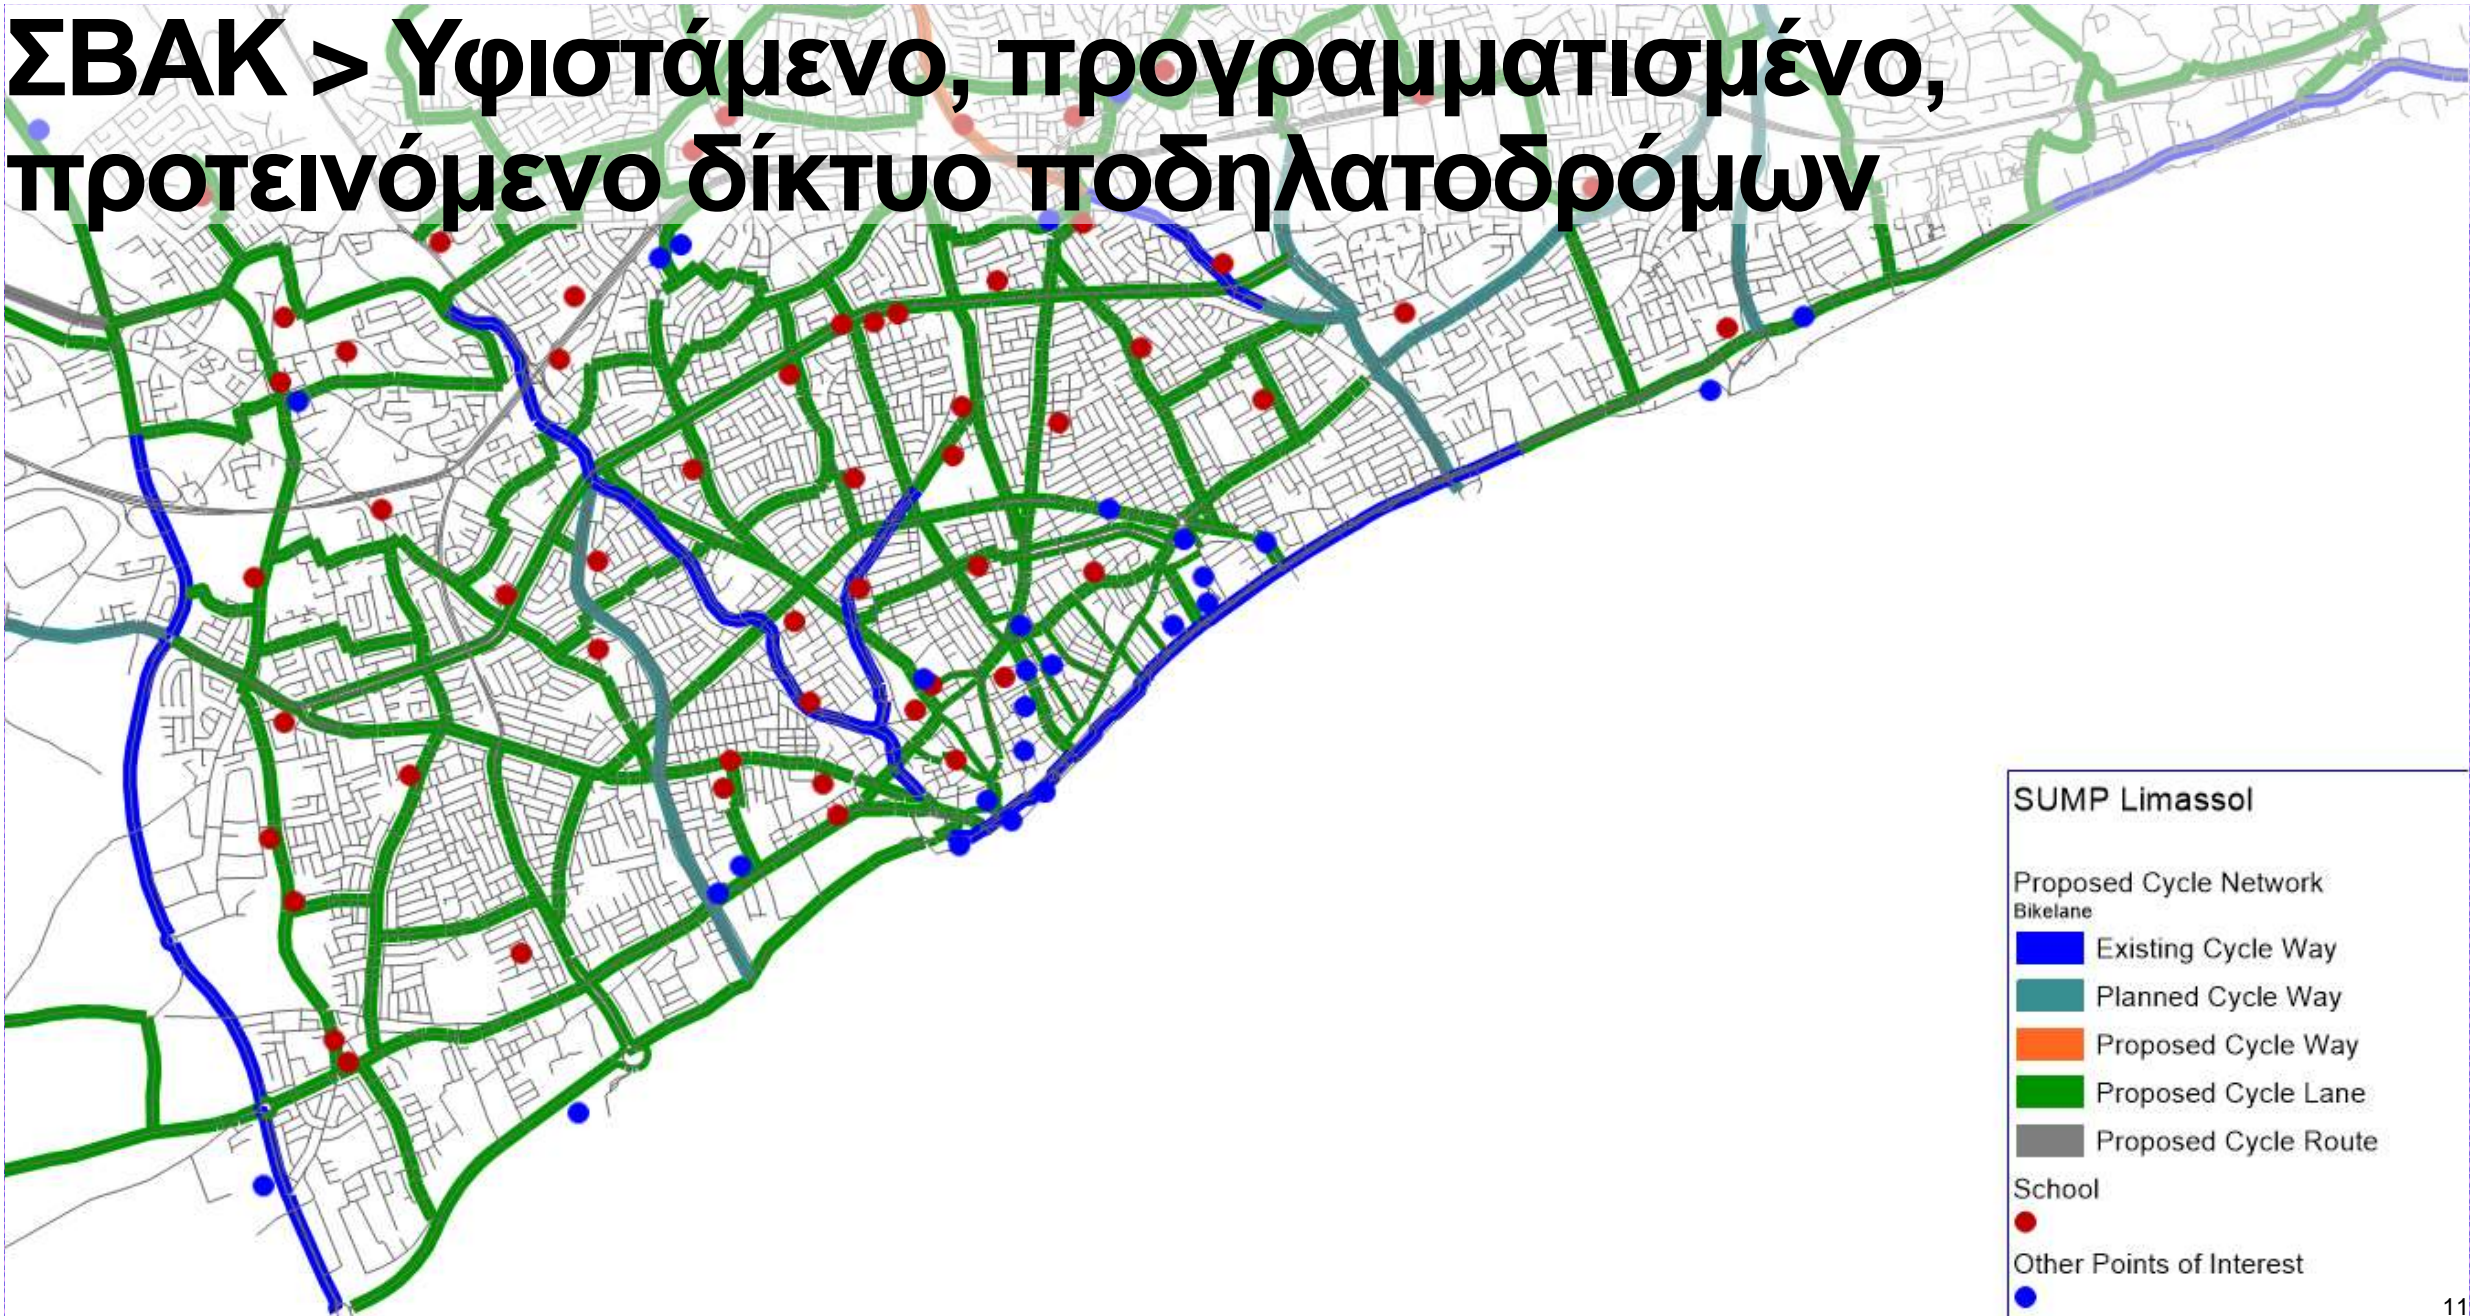 ΣΒΑΚ > Υφιστάμενο, προγραμματισμένο,
προτεινόμενο δίκτυο ποδηλατοδρόμων
SUMP Limassol
Proposed Cycle Network
Bikelane
Existing Cycle Way
Planned Cycle Way
Proposed Cycle Way
Proposed Cycle Lane
Proposed Cycle Route
School
Other Points of Interest
11